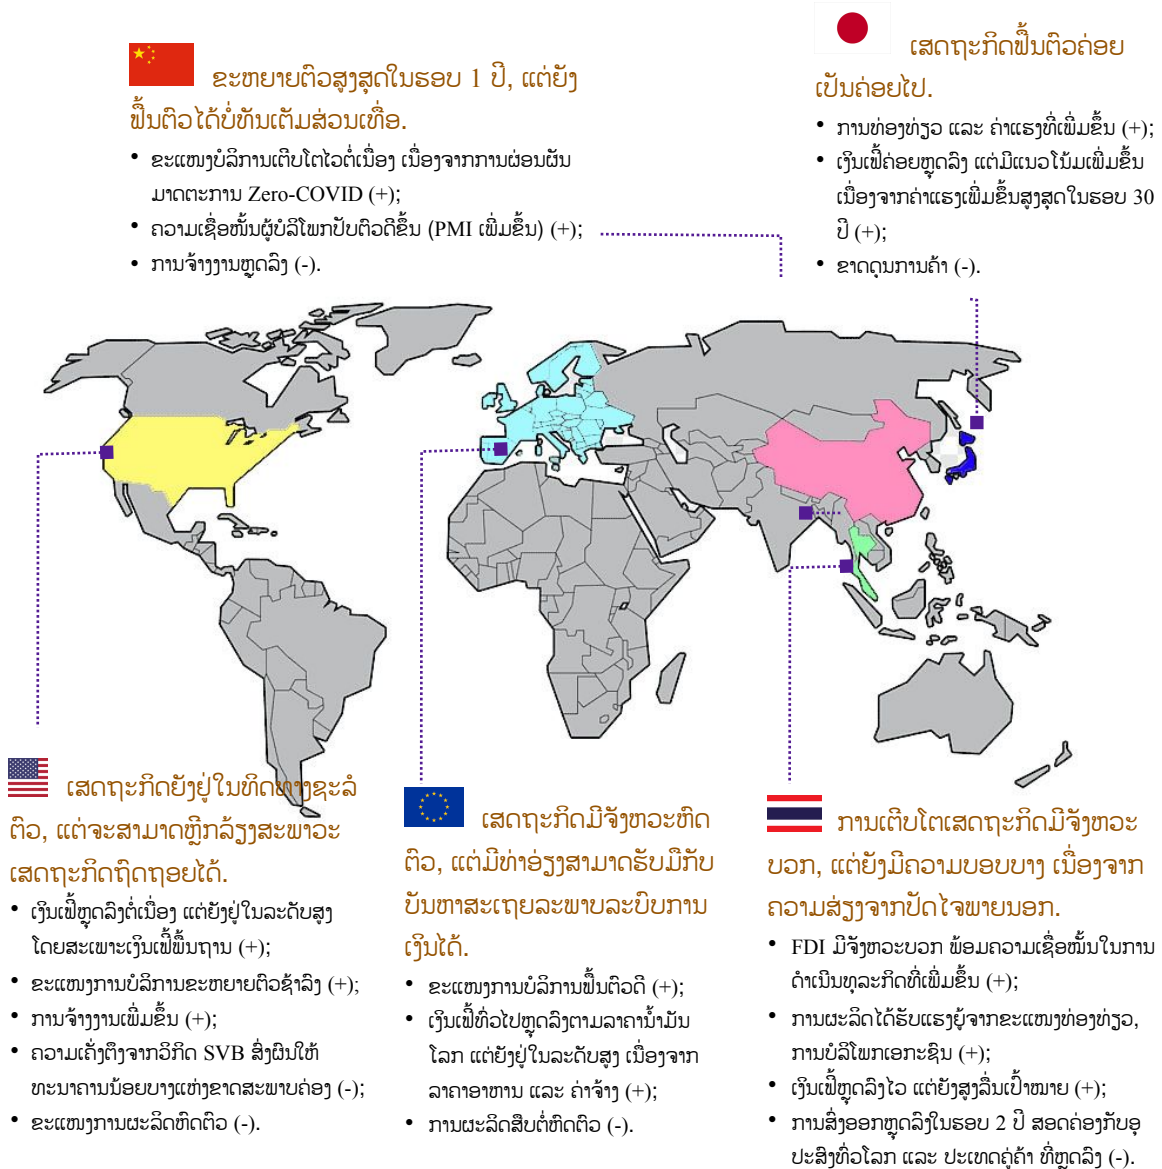 ຂະຫຍາຍຕົວສູງສຸດໃນຮອບ 1 ປີ, ແຕ່ຍັງ
ຟື້ນຕົວໄດ້ບໍ່ທັນເຕັມສ່ວນເທື່ອ.
• ຂະແໜງບໍລິການເຕີບໂຕໄວຕໍ່ເນື່ອງ ເນື່ອງຈາກການຜ່ອນຜັນ
ມາດຕະການ Zero-COVID (+);
• ຄວາມເຊື່ອໝັ້ນຜູ້ບໍລິໂພກປັບຕົວດີຂຶ້ນ (PMI ເພີ່ມຂຶ້ນ) (+);
• ການຈ້າງງານຫຼຸດລົງ (-).
ເສດຖະກິດຟື້ນຕົວຄ່ອຍ
ເປັນຄ່ອຍໄປ.
• ການທ່ອງທ່ຽວ ແລະ ຄ່າແຮງທີ່ເພີ່ມຂຶ້ນ (+);
• ເງິນເຟີ້ຄ່ອຍຫຼຸດລົງ ແຕ່ມີແນວໂນ້ມເພີ່ມຂຶ້ນ
ເນື່ອງຈາກຄ່າແຮງເພີ່ມຂຶ້ນສູງສຸດໃນຮອບ 30
ປີ (+);
• ຂາດດຸນການຄ້າ (-).
ເສດຖະກິດຍັງຢູ່ໃນທິດທາງຊະລໍ
ຕົວ, ແຕ່ຈະສາມາດຫຼີກລ້ຽງສະພາວະ
ເສດຖະກິດຖົດຖອຍໄດ້.
• ເງິນເຟີ້ຫຼຸດລົງຕໍ່ເນື່ອງ ແຕ່ຍັງຢູ່ໃນລະດັບສູງ
ໂດຍສະເພາະເງິນເຟີ້ພື້ນຖານ (+);
• ຂະແໜງການບໍລິການຂະຫຍາຍຕົວຊ້າລົງ (+);
• ການຈ້າງງານເພີ່ມຂຶ້ນ (+);
• ຄວາມເຄັ່ງຕຶງຈາກວິກິດ SVB ສົ່ງຜົນໃຫ້
ທະນາຄານນ້ອຍບາງແຫ່ງຂາດສະພາບຄ່ອງ (-);
• ຂະແໜງການຜະລິດຫົດຕົວ (-).
ເສດຖະກິດມີຈັງຫວະຫົດ
ຕົວ, ແຕ່ມີທ່າອ່ຽງສາມາດຮັບມືກັບ
ບັນຫາສະເຖຍລະພາບລະບົບການ
ເງິນໄດ້.
• ຂະແໜງການບໍລິການຟື້ນຕົວດີ (+);
• ເງິນເຟີ້ທົ່ວໄປຫຼຸດລົງຕາມລາຄານ້ຳມັນ
ໂລກ ແຕ່ຍັງຢູ່ໃນລະດັບສູງ ເນື່ອງຈາກ
ລາຄາອາຫານ ແລະ ຄ່າຈ້າງ (+);
• ການຜະລິດສືບຕໍ່ຫົດຕົວ (-).
ການເຕີບໂຕເສດຖະກິດມີຈັງຫວະ
ບວກ, ແຕ່ຍັງມີຄວາມບອບບາງ ເນື່ອງຈາກ
ຄວາມສ່ຽງຈາກປັດໄຈພາຍນອກ.
• FDI ມີຈັງຫວະບວກ ພ້ອມຄວາມເຊື່ອໝັ້ນໃນການ
ດຳເນີນທຸລະກິດທີ່ເພີ່ມຂຶ້ນ (+);
• ການຜະລິດໄດ້ຮັບແຮງຍູ້ຈາກຂະແໜງທ່ອງທ່ຽວ,
ການບໍລິໂພກເອກະຊົນ (+);
• ເງິນເຟີ້ຫຼຸດລົງໄວ ແຕ່ຍັງສູງລື່ນເປົ້າໝາຍ (+);
• ການສົ່ງອອກຫຼຸດລົງໃນຮອບ 2 ປີ ສອດຄ່ອງກັບອຸ
ປະສົງທົ່ວໂລກ ແລະ ປະເທດຄູ່ຄ້າ ທີ່ຫຼຸດລົງ (-).